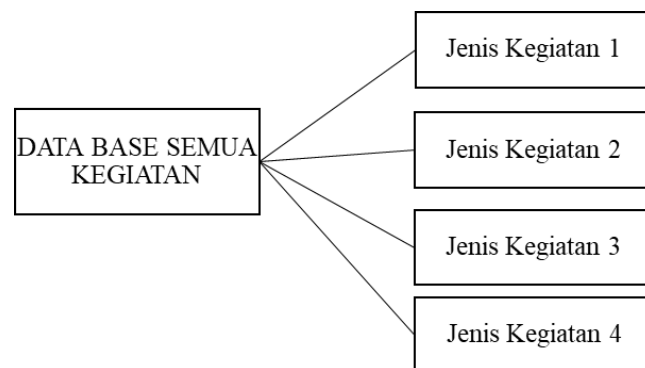 Jenis Kegiatan 1
DATA BASE SEMUA
KEGIATAN
Jenis Kegiatan 2
Jenis Kegiatan 3
Jenis Kegiatan 4